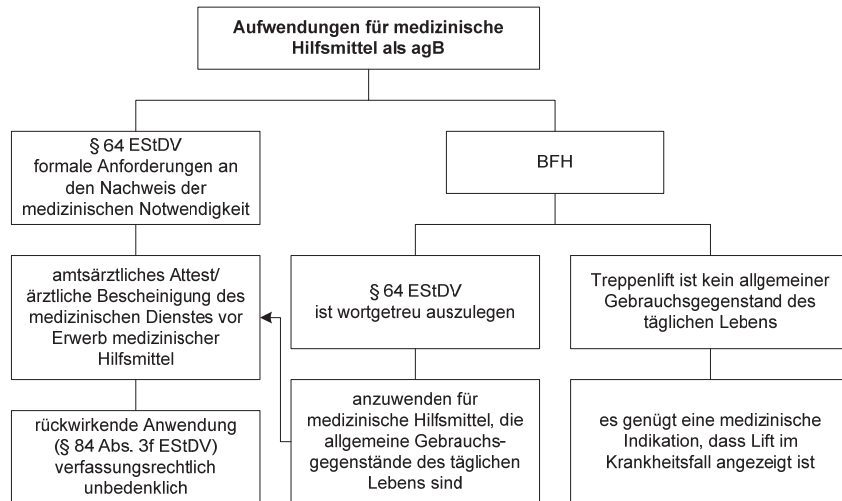 Aufwendungen für medizinische
Hilfsmittel als agB
§ 64 EStDV
formale Anforderungen an
den Nachweis der
medizinischen Notwendigkeit
BFH
amtsärztliches Attest/
ärztliche Bescheinigung des
medizinischen Dienstes vor
Erwerb medizinischer
Hilfsmittel
§ 64 EStDV
ist wortgetreu auszulegen
Treppenlift ist kein allgemeiner
Gebrauchsgegenstand des
täglichen Lebens
rückwirkende Anwendung
(§ 84 Abs. 3f EStDV)
verfassungsrechtlich
unbedenklich
anzuwenden für
medizinische Hilfsmittel, die
allgemeine Gebrauchs-
gegenstände des täglichen
Lebens sind
es genügt eine medizinische
Indikation, dass Lift im
Krankheitsfall angezeigt ist